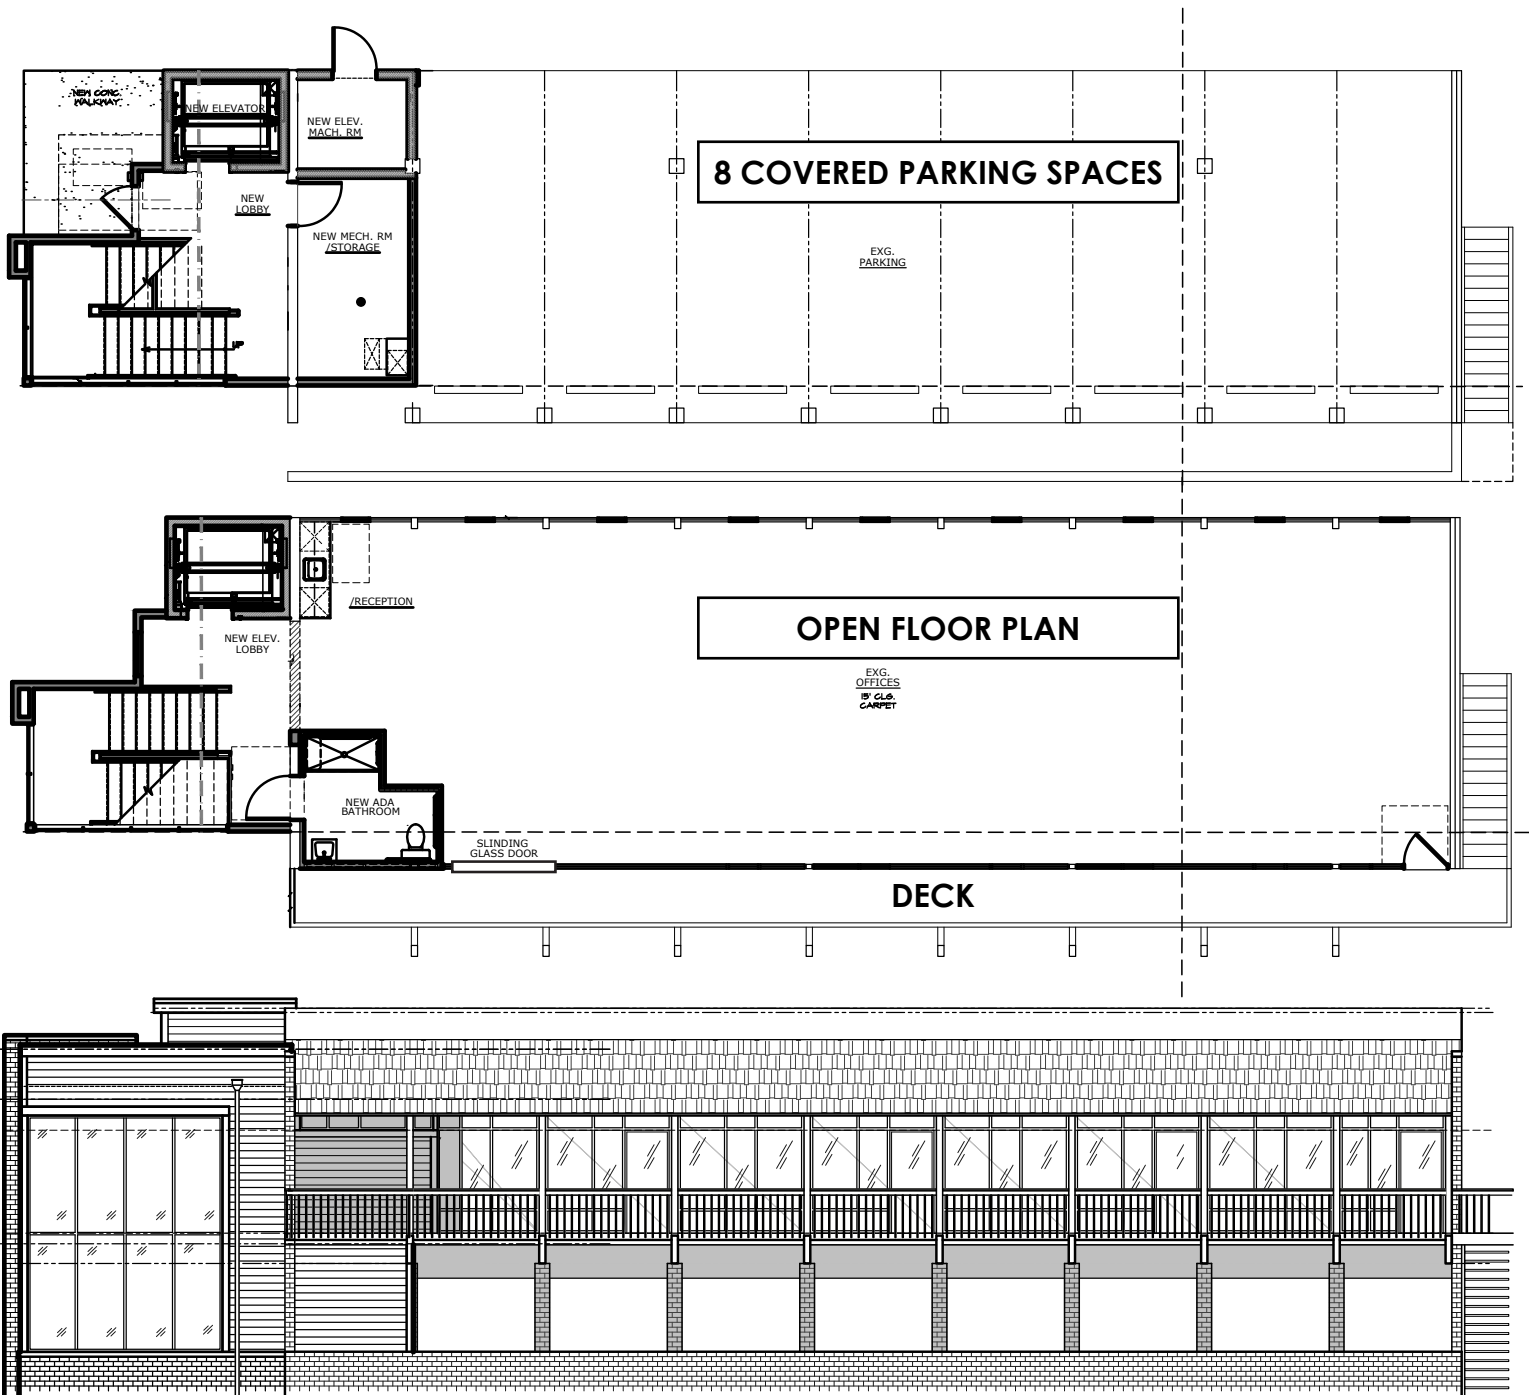 NEW CONC.
WALKWAY
NEW ELEVATOR
NEW ELEV.
MACH. RM
8 COVERED PARKING SPACES
NEW
LOBBY
NEW MECH. RM
/STORAGE
EXG.
PARKING
UP
/RECEPTION
OPEN FLOOR PLAN
NEW ELEV.
LOBBY
EXG.
OFFICES
15' CLG.
CARPET
NEW ADA
BATHROOM
SLINDING
GLASS DOOR
DECK